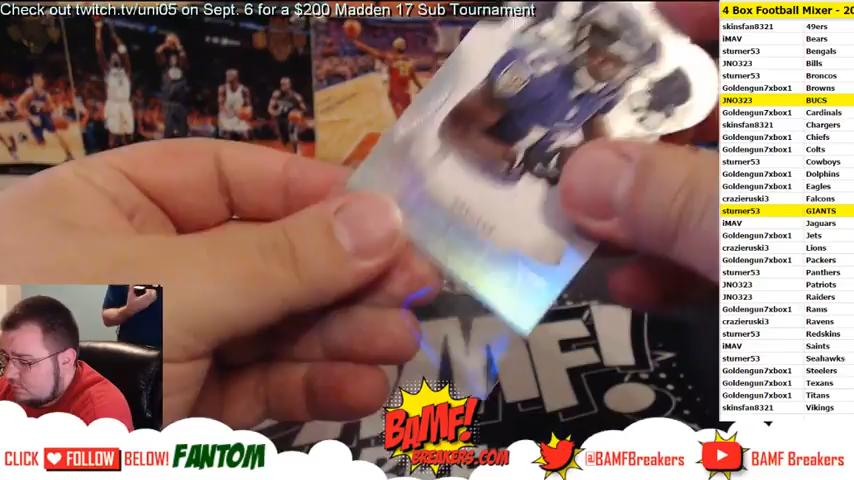 Check out twitch.tv/uni05 on Sept. 6 for a $200 Madden 17 Sub Tournament
4 Box Football Mixer - 20
skinsfan8321 49ers
iMAV Bears
sturner53 Bengals
JNO323 Bills
sturner53 Broncos
Goldengun7xbox1 Browns
JNO323 BUCS
Goldengun7xbox1 Cardinals
skinsfan8321 Chargers
Goldengun7xbox1 Chiefs
Goldengun7xbox1 Colts
sturner53 Cowboys
Goldengun7xbox1 Dolphins
Goldengun7xbox1 Eagles
crazieruski3 Falcons
sturner53 GIANTS
iMAV Jaguars
Goldengun7xbox1 Jets
crazieruski3 Lions
Goldengun7xbox1 Packers
sturner53 Panthers
JNO323 Patriots
JNO323 Raiders
Goldengun7xbox1 Rams
crazieruski3 Ravens
sturner53 Redskins
iMAV Saints
sturner53 Seahawks
Goldengun7xbox1 Steelers
Goldengun7xbox1 Texans
Goldengun7xbox1 Titans
skinsfan8321 Vikings
BAMF!
BAMF!
BREAKERS.COM
CLICK FOLLOW BELOW! FANTOM
@BAMFBreakers
BAMF Breakers